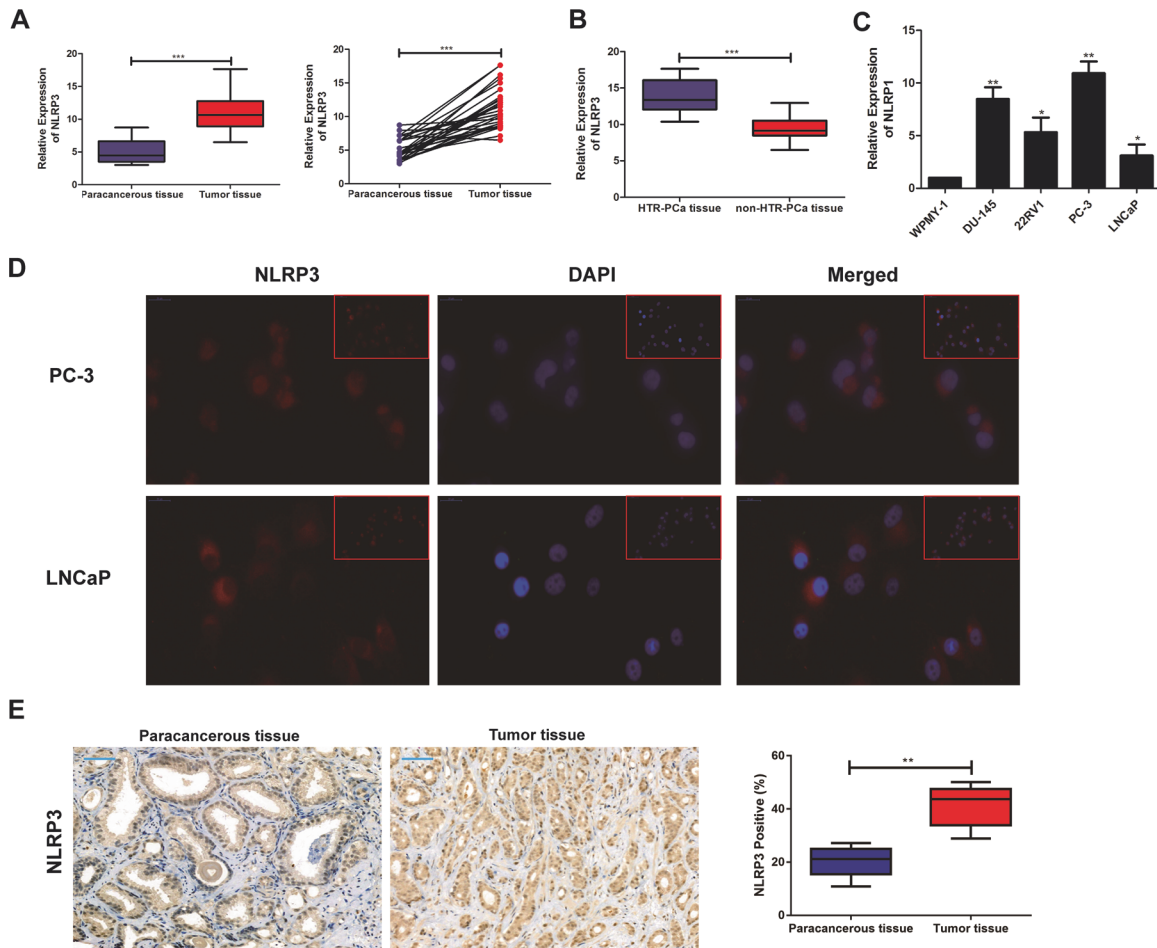 A
Relative Expression
of NLRP3
20
15
10
5
0
***
Paracancerous tissue
Tumor tissue
Relative Expression
of NLRP3
20
15
10
5
0
***
Paracancerous tissue
Tumor tissue
B
Relative Expression
of NLRP3
20
15
10
5
0
***
HTR-PCa tissue
non-HTR-PCa tissue
C
Relative Expression
of NLRP1
15
10
5
0
**
*
**
*
WPMY-1
DU-145
22RV1
PC-3
LNCaP
D
NLRP3
DAPI
Merged
PC-3
LNCaP
E
Paracancerous tissue
Tumor tissue
NLRP3
NLRP3 Positive (%)
60
40
20
0
**
Paracancerous tissue
Tumor tissue